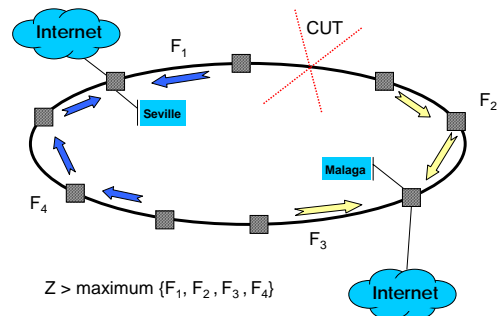 Internet
CUT
F1
F2
Seville
Malaga
F4
F3
Z > maximum {F1, F2 , F3 , F4}
Internet